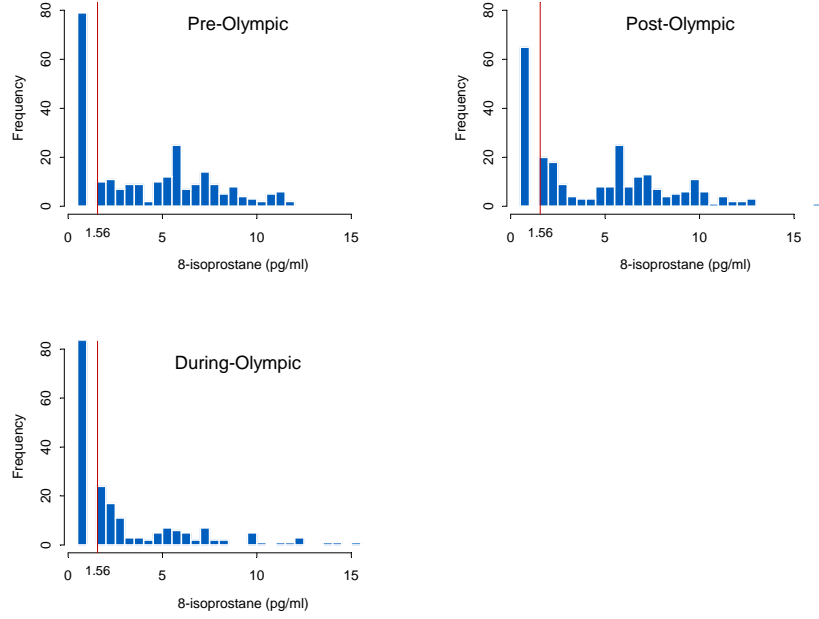 Pre-Olympic
Frequency
0 20 40 60 80
0 1.56 5 10 15
8-isoprostane (pg/ml)
Post-Olympic
Frequency
0 20 40 60 80
0 1.56 5 10 15
8-isoprostane (pg/ml)
During-Olympic
Frequency
0 20 40 60 80
0 1.56 5 10 15
8-isoprostane (pg/ml)